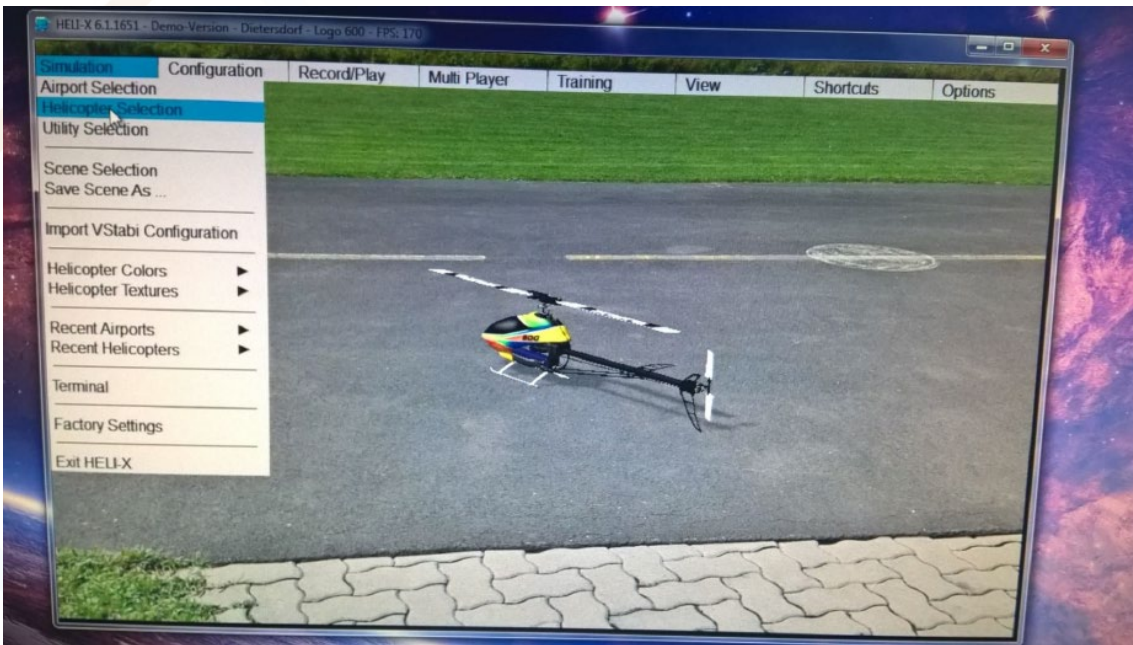 HELI-X 6.1.1651 - Demo-Version - Dietersdorf - Logo 600 - FPS: 170
Simulation Configuration Record/Play Multi Player Training View Shortcuts Options
Airport Selection
Helicopter Selection
Utility Selection
Scene Selection
Save Scene As ...
Import VStabi Configuration
Helicopter Colors
Helicopter Textures
Recent Airports
Recent Helicopters
Terminal
Factory Settings
Exit HELI-X
600